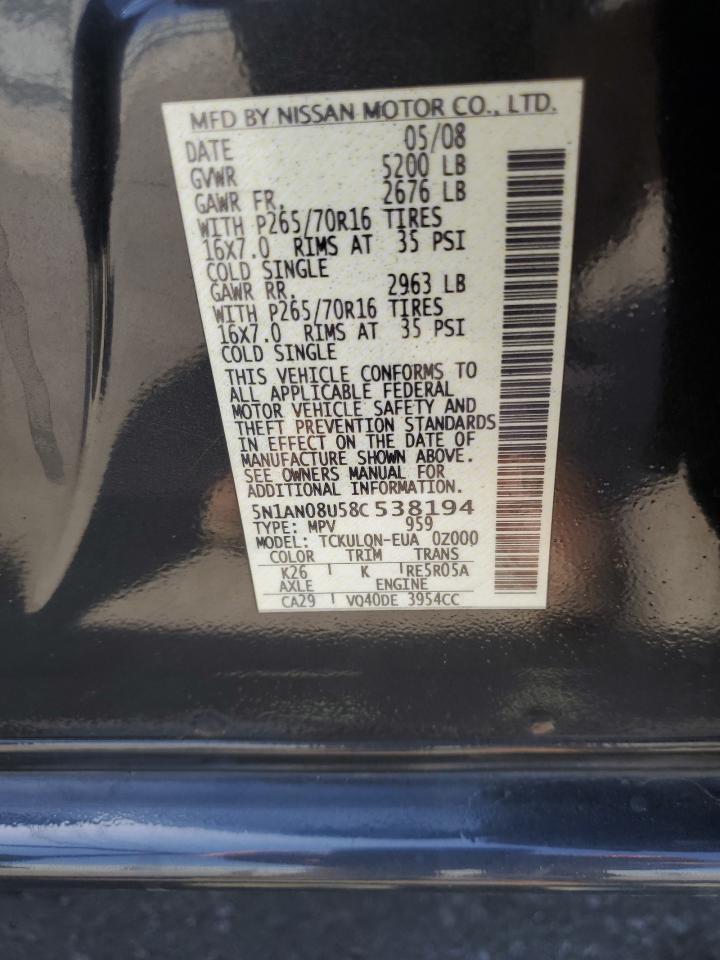 MFD BY NISSAN MOTOR CO., LTD.
DATE 05/08
GVWR 5200 LB
GAWR FR. 2676 LB
WITH P265/70R16 TIRES
16X7.0 RIMS AT 35 PSI
COLD SINGLE
GAWR RR. 2963 LB
WITH P265/70R16 TIRES
16X7.0 RIMS AT 35 PSI
COLD SINGLE
THIS VEHICLE CONFORMS TO
ALL APPLICABLE FEDERAL
MOTOR VEHICLE SAFETY AND
THEFT PREVENTION STANDARDS
IN EFFECT ON THE DATE OF
MANUFACTURE SHOWN ABOVE.
SEE OWNERS MANUAL FOR
ADDITIONAL INFORMATION.
5N1AN08U58C538194
TYPE: MPV 959
MODEL: TCKULQN-EUA 0Z000
COLOR TRIM TRANS
K26 K RE5R05A
AXLE ENGINE
CA29 VQ40DE 3954CC